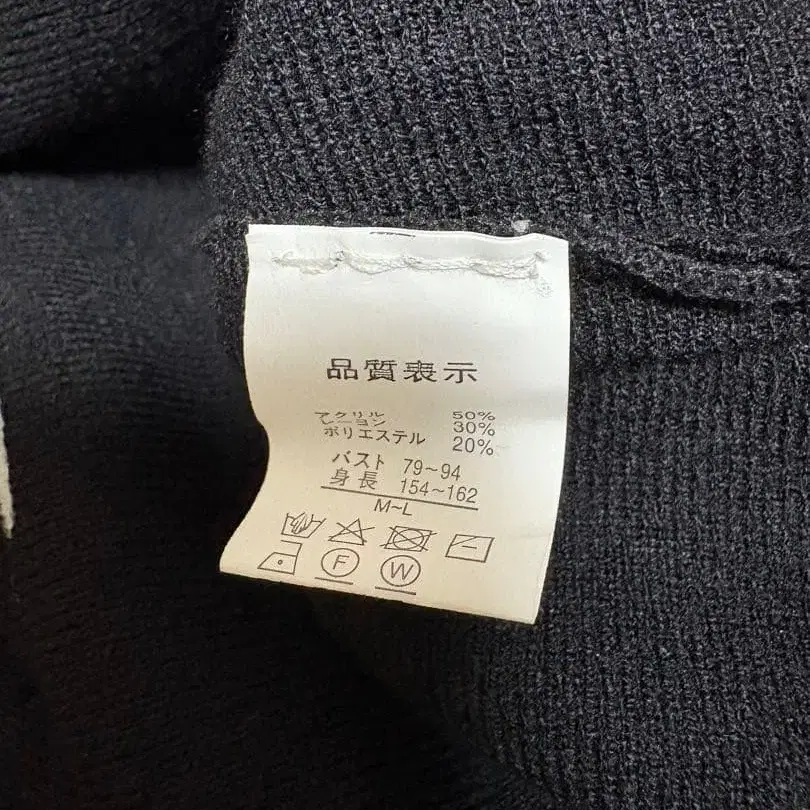 品質表示
アクリル 50%
レーヨン 30%
ポリエステル 20%
バスト 79~94
身長 154~162
M~L
F W